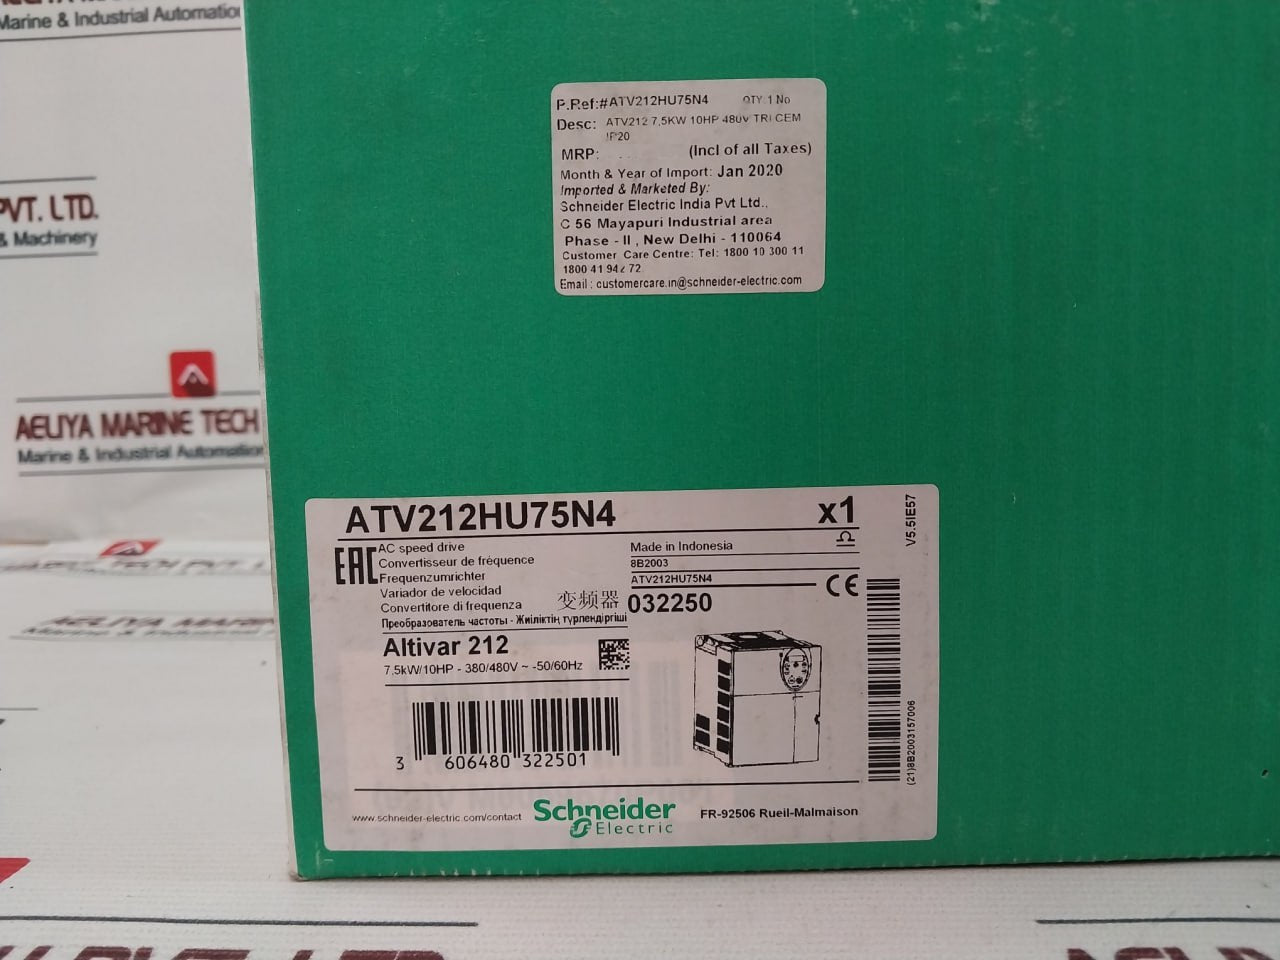 Marine & Industrial Automation
PVT. LTD.
& Machinery
AELIYA MARINE TECH
Marine & Industrial Automation
AELIYA MARINE
P.Ref:#ATV212HU75N4 QTY.1 No
Desc: ATV212 7,5KW 10HP 480V TRI CEM
IP20
MRP: (Incl of all Taxes)
Month & Year of Import: Jan 2020
Imported & Marketed By:
Schneider Electric India Pvt Ltd.,
C 56 Mayapuri Industrial area
Phase - II , New Delhi - 110064
Customer Care Centre: Tel: 1800 10 300 11
1800 41 942 72
Email : customercare.in@schneider-electric.com
ATV212HU75N4 x1
EAC
AC speed drive
Convertisseur de fréquence
Frequenzumrichter
Variador de velocidad
Convertitore di frequenza 变频器
Преобразователь частоты - Жиіліктің түрлендіргіші
Altivar 212
7,5kW/10HP - 380/480V ~ -50/60Hz
Made in Indonesia
8B2003
ATV212HU75N4
032250
CE
V5.5IE57
(21)8B2003157006
3 606480 322501
www.schneider-electric.com/contact
Schneider
Electric
FR-92506 Rueil-Malmaison